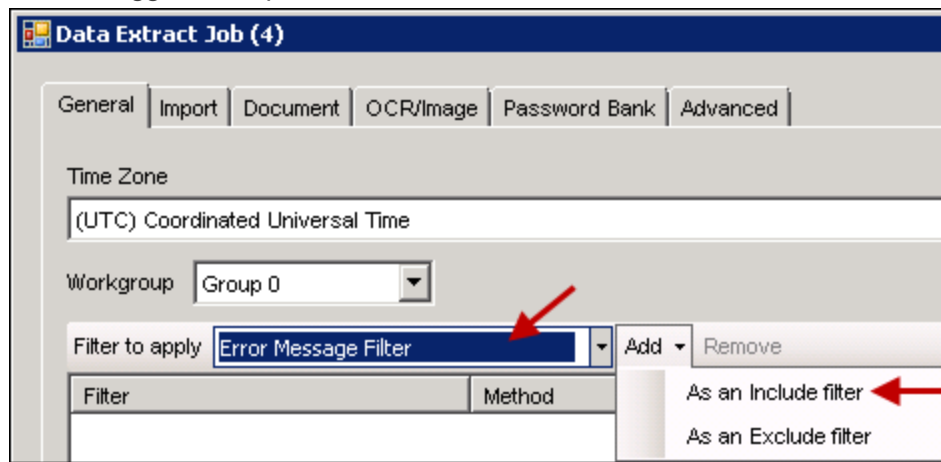 Data Extract Job (4)
General Import Document OCR/Image Password Bank Advanced
Time Zone
(UTC) Coordinated Universal Time
Workgroup Group 0
Filter to apply Error Message Filter Add Remove
Filter Method As an Include filter
As an Exclude filter